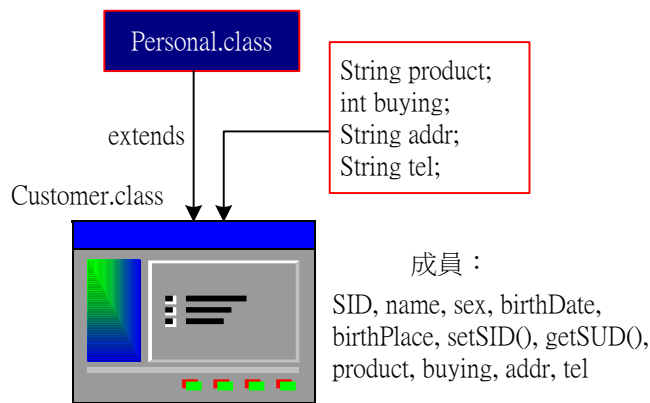 Personal.class
String product;
int buying;
String addr;
String tel;
extends
Customer.class
成員：
SID, name, sex, birthDate,
birthPlace, setSID(), getSUD(),
product, buying, addr, tel